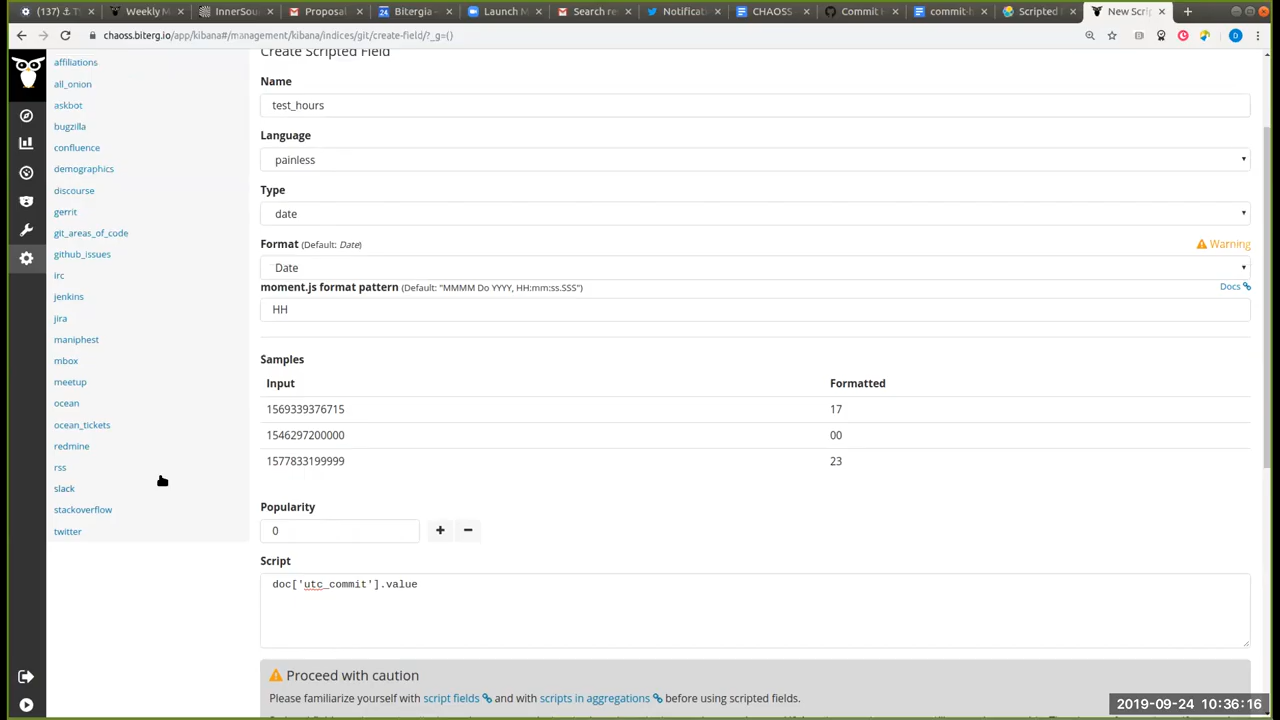 (137) ⚓ T
Weekly M
InnerSou
Proposal
Bitergia -
Launch M
Search re
Notificat
CHAOSS
Commit
commit-h
Scripted
New Scri
chaoss.biterg.io/app/kibana#/management/kibana/indices/git/create-field/?_g=()
D
affiliations
all_onion
askbot
bugzilla
confluence
demographics
discourse
gerrit
git_areas_of_code
github_issues
irc
jenkins
jira
maniphest
mbox
meetup
ocean
ocean_tickets
redmine
rss
slack
stackoverflow
twitter
Create Scripted Field
Name
test_hours
Language
painless
Type
date
Format (Default: Date)
Warning
Date
moment.js format pattern (Default: "MMMM Do YYYY, HH:mm:ss.SSS")
Docs
HH
Samples
Input Formatted
1569339376715 17
1546297200000 00
1577833199999 23
Popularity
0
Script
doc['utc_commit'].value
Proceed with caution
Please familiarize yourself with script fields and with scripts in aggregations before using scripted fields.
2019-09-24 10:36:16